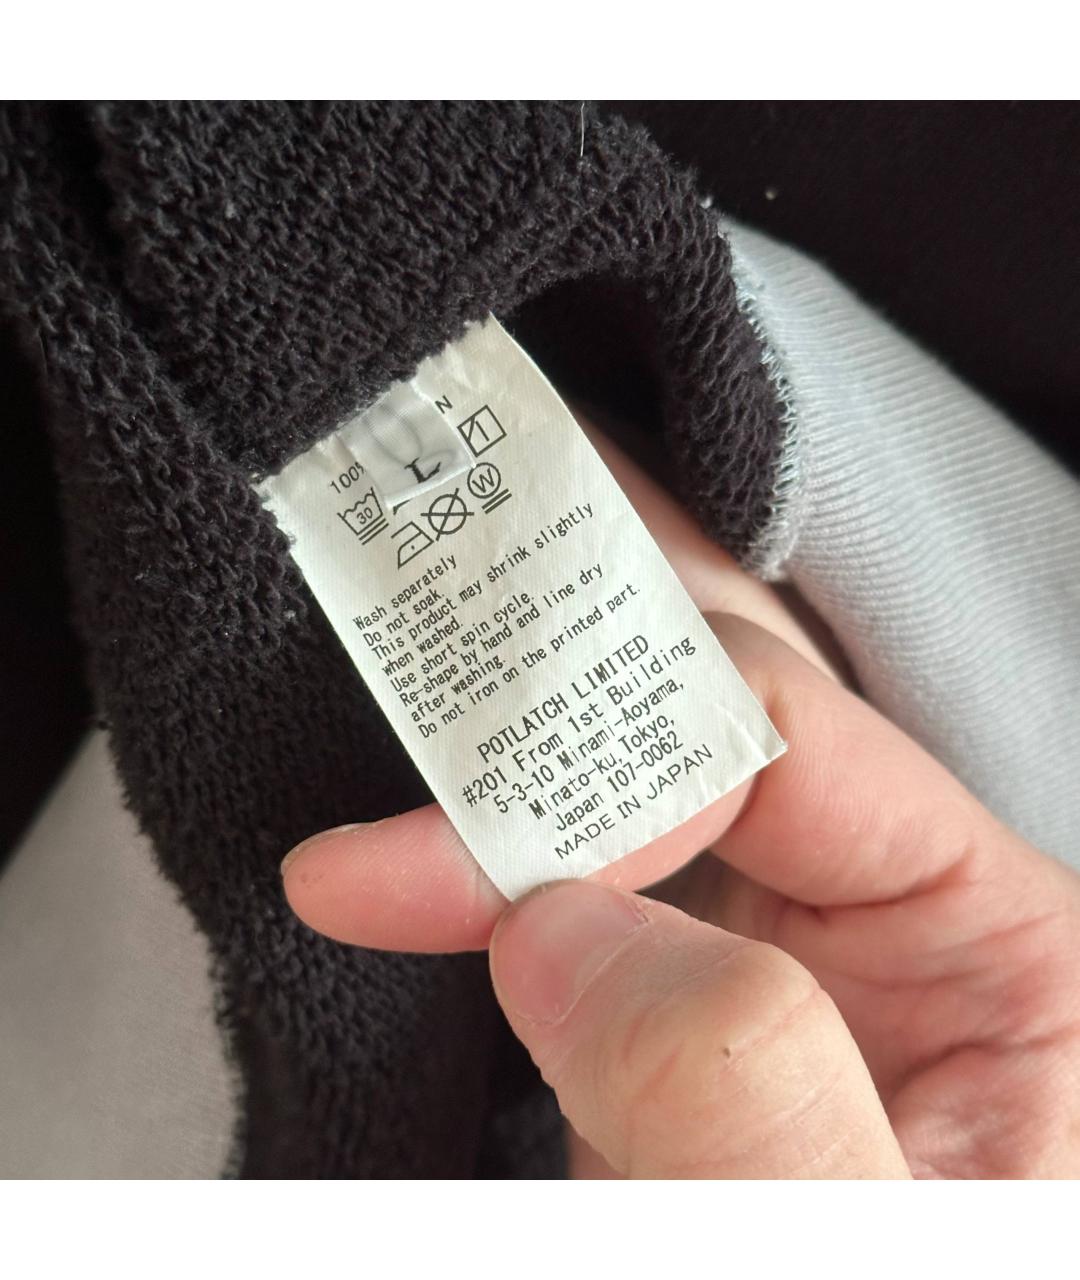 100%
L
30
W
Wash separately
Do not soak.
This product may shrink slightly
when washed.
Use short spin cycle.
Re-shape by hand and line dry
after washing.
Do not iron on the printed part.
POTLATCH LIMITED
#201 From 1st Building
5-3-10 Minami-Aoyama,
Minato-ku, Tokyo,
Japan 107-0062
MADE IN JAPAN